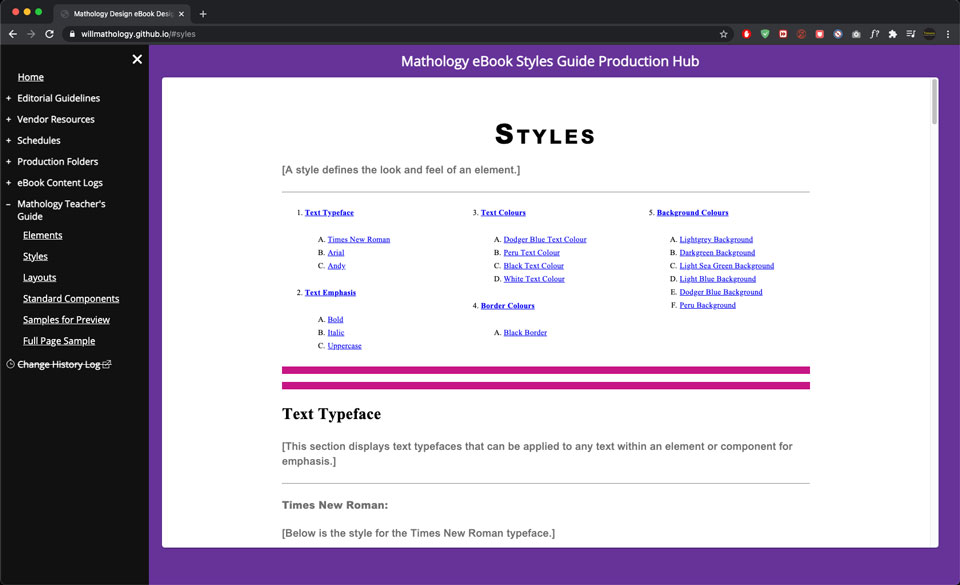 Mathology Design eBook Desi
willmathology.github.io/#syles
Mathology eBook Styles Guide Production Hub
Home
+ Editorial Guidelines
+ Vendor Resources
+ Schedules
+ Production Folders
+ eBook Content Logs
– Mathology Teacher's
Guide
Elements
Styles
Layouts
Standard Components
Samples for Preview
Full Page Sample
Change History Log
STYLES
[A style defines the look and feel of an element.]
1. Text Typeface
A. Times New Roman
B. Arial
C. Andy
2. Text Emphasis
A. Bold
B. Italic
C. Uppercase
3. Text Colours
A. Dodger Blue Text Colour
B. Peru Text Colour
C. Black Text Colour
D. White Text Colour
4. Border Colours
A. Black Border
5. Background Colours
A. Lightgrey Background
B. Darkgreen Background
C. Light Sea Green Background
D. Light Blue Background
E. Dodger Blue Background
F. Peru Background
Text Typeface
[This section displays text typefaces that can be applied to any text within an element or component for
emphasis.]
Times New Roman:
[Below is the style for the Times New Roman typeface.]